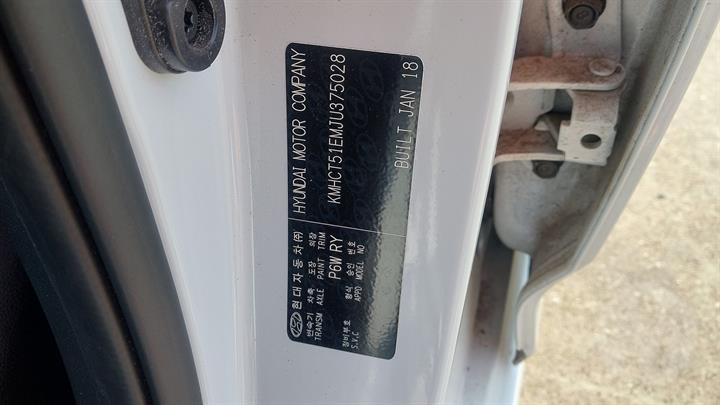 현대자동차(주) HYUNDAI MOTOR COMPANY
변속기 차축 도장 외장
TRANSM AXLE PAINT TRIM
P6W RY KMHCT51EMJU375028
장비부호 형식 승인 번호
S.V.C APPD MODEL NO
BUILT JAN 18